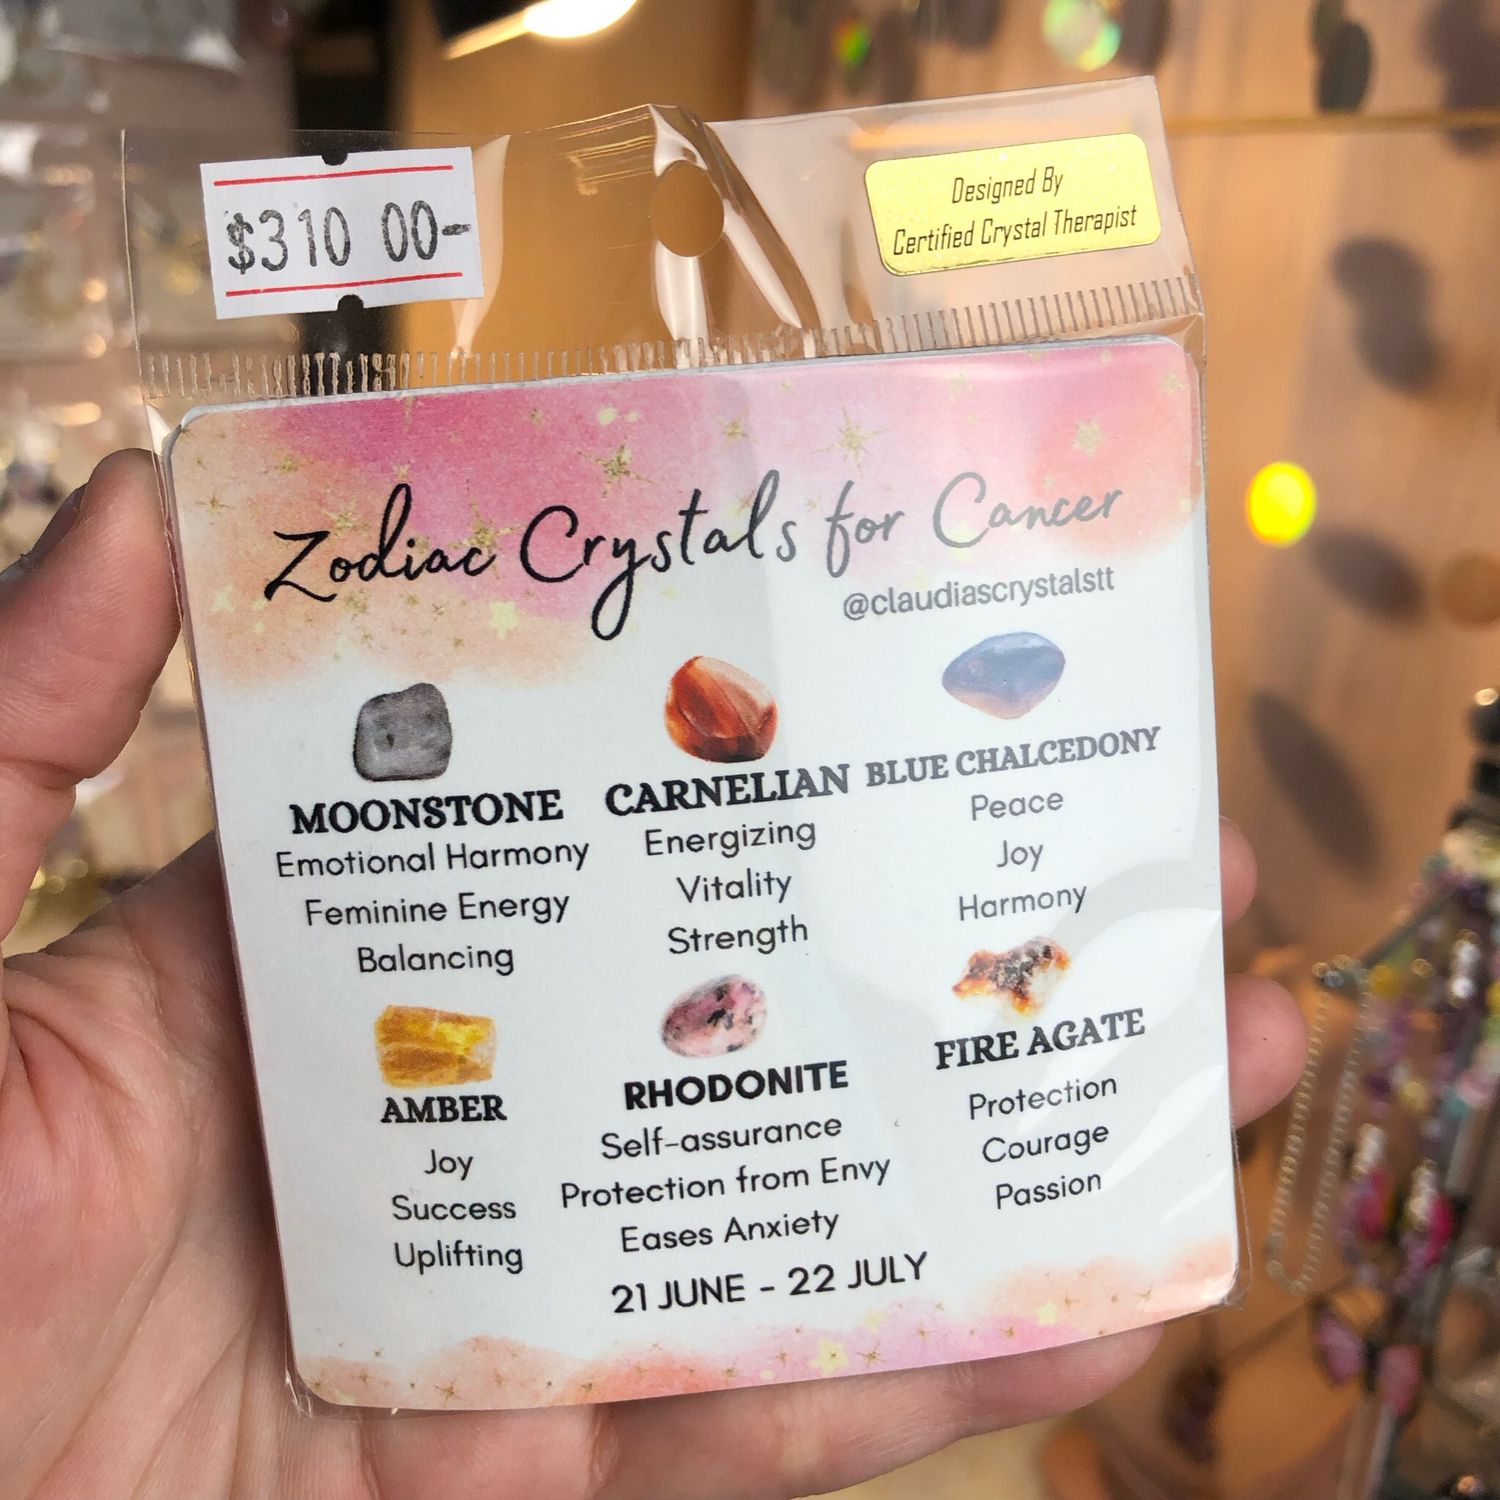 $310 00-
Designed By
Certified Crystal Therapist
Zodiac Crystals for Cancer
@claudiascrystalstt
MOONSTONE
Emotional Harmony
Feminine Energy
Balancing
CARNELIAN
Energizing
Vitality
Strength
BLUE CHALCEDONY
Peace
Joy
Harmony
AMBER
Joy
Success
Uplifting
RHODONITE
Self-assurance
Protection from Envy
Eases Anxiety
FIRE AGATE
Protection
Courage
Passion
21 JUNE - 22 JULY